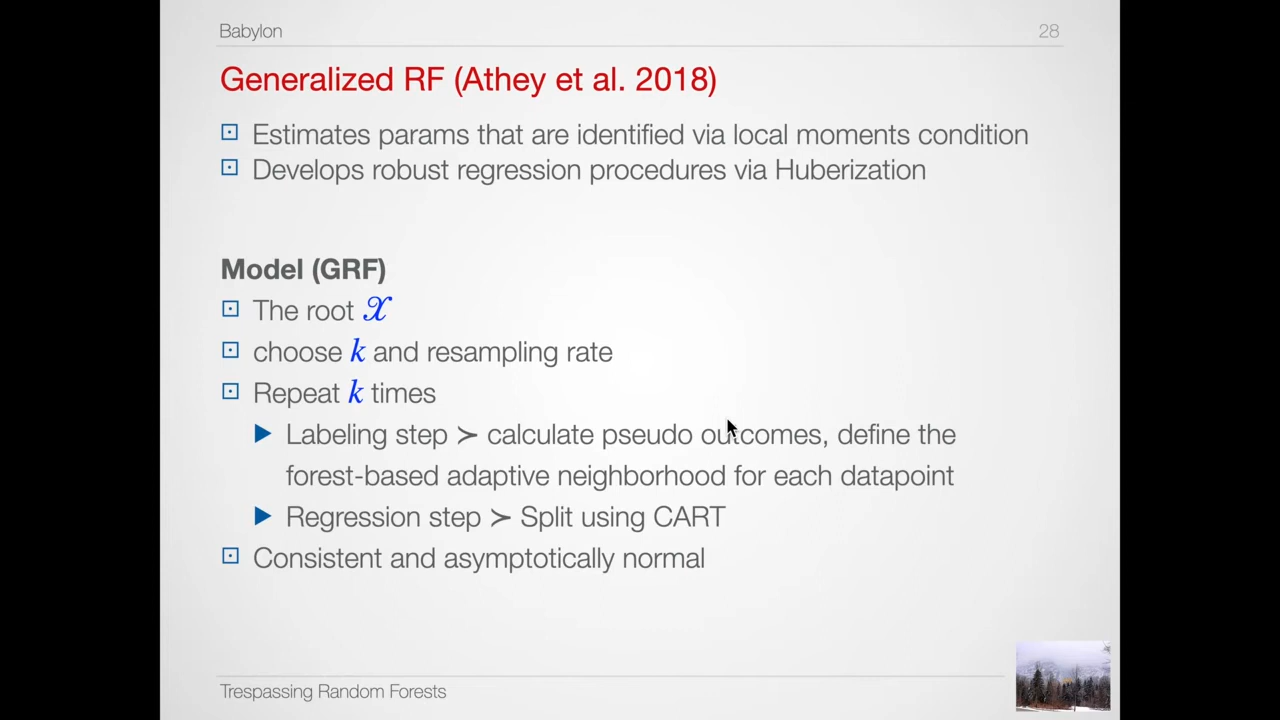 Babylon 28
Generalized RF (Athey et al. 2018)
Estimates params that are identified via local moments condition
Develops robust regression procedures via Huberization
Model (GRF)
The root 𝒳
choose k and resampling rate
Repeat k times
Labeling step ≻ calculate pseudo outcomes, define the
forest-based adaptive neighborhood for each datapoint
Regression step ≻ Split using CART
Consistent and asymptotically normal
Trespassing Random Forests